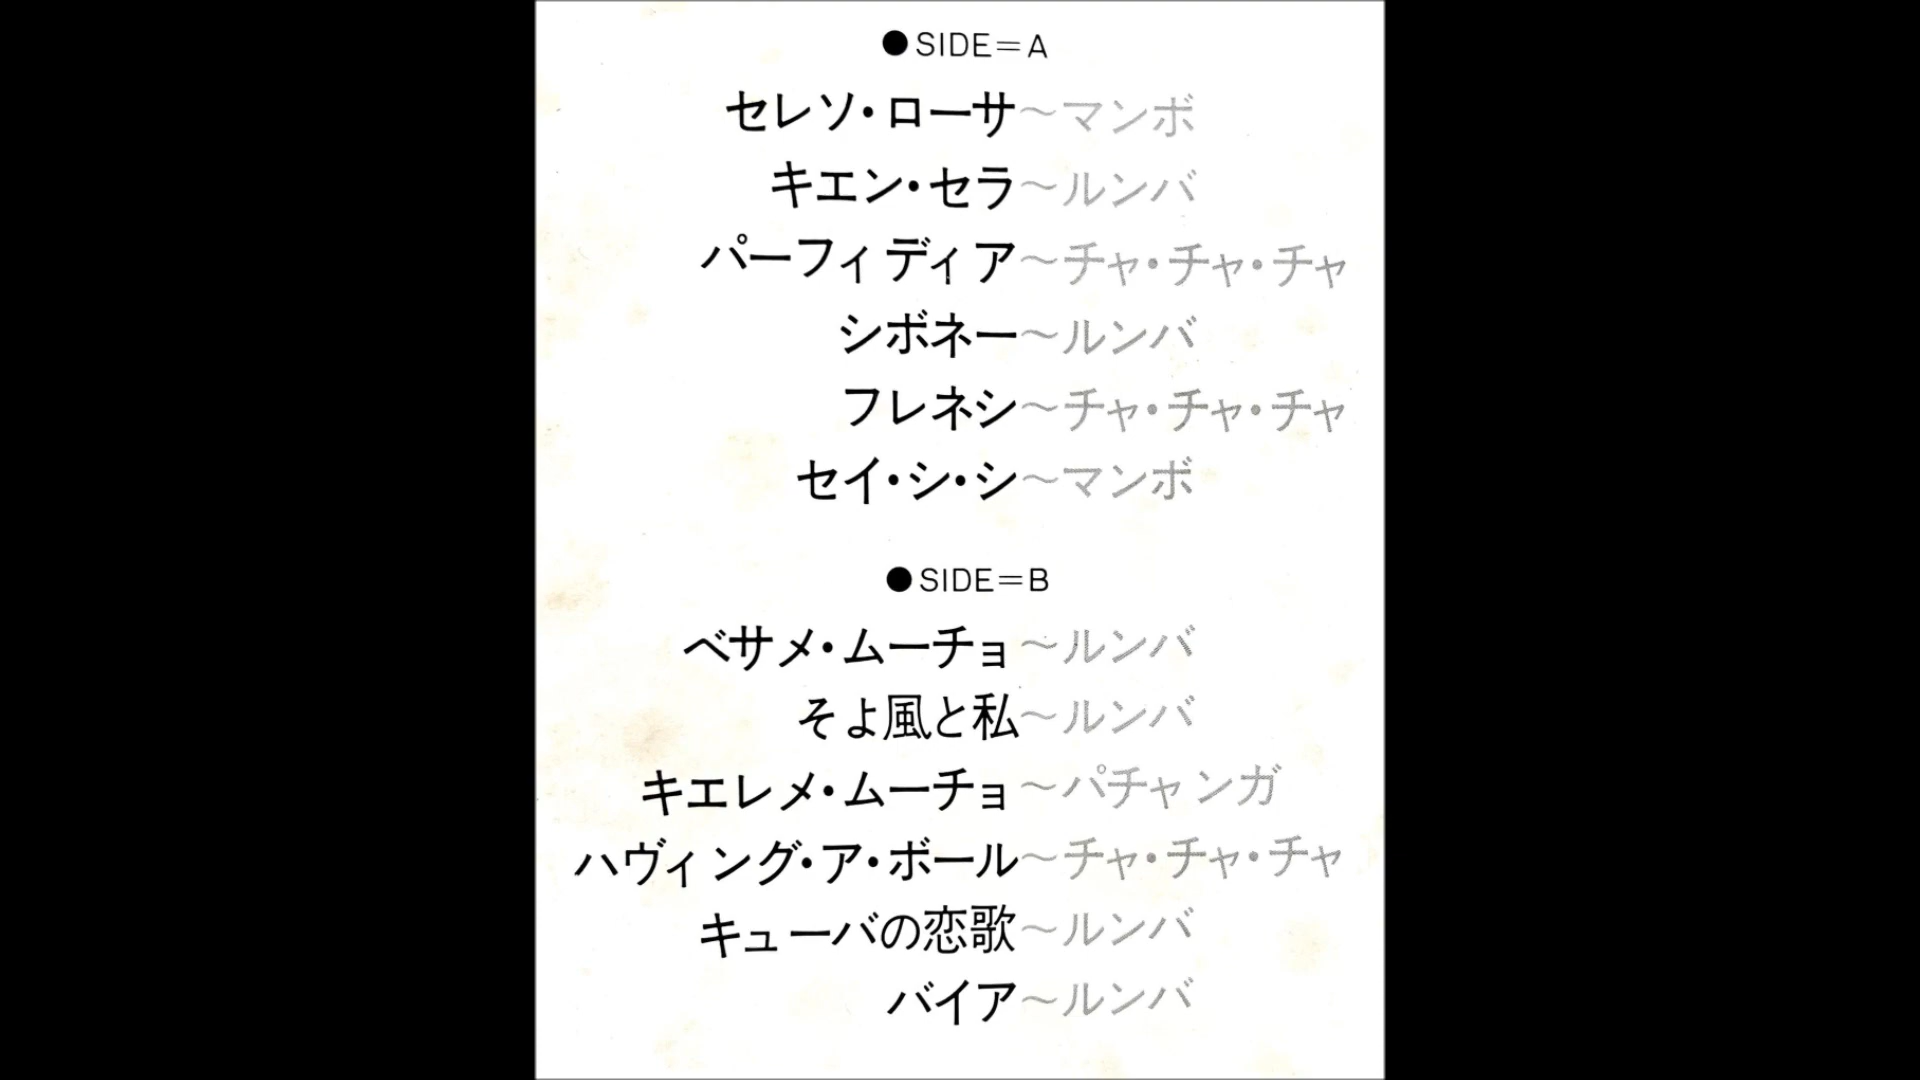 ●SIDE=A
セレソ・ローサ〜マンボ
キエン・セラ〜ルンバ
パーフィディア〜チャ・チャ・チャ
シボネー〜ルンバ
フレネシ〜チャ・チャ・チャ
セイ・シ・シ〜マンボ
●SIDE=B
ベサメ・ムーチョ〜ルンバ
そよ風と私〜ルンバ
キエレメ・ムーチョ〜パチャンガ
ハヴィング・ア・ボール〜チャ・チャ・チャ
キューバの恋歌〜ルンバ
バイア〜ルンバ